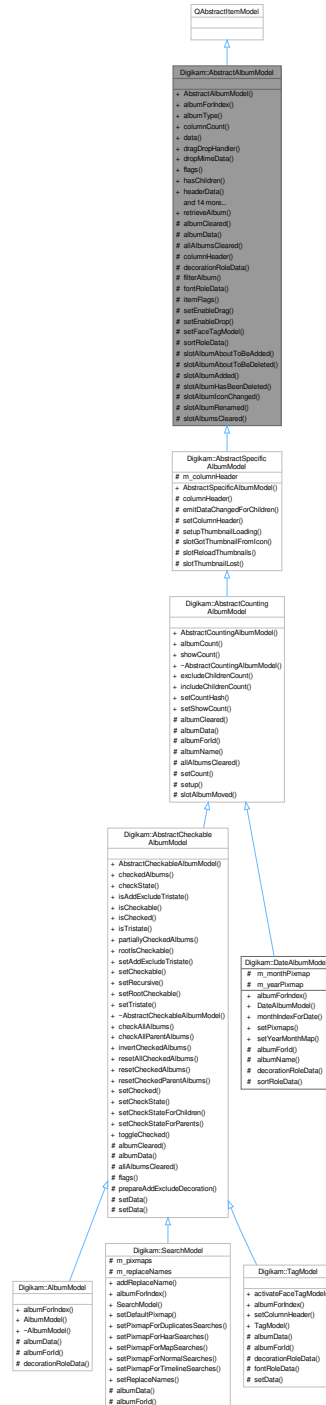 QAbstractItemModel
Digikam::AbstractAlbumModel
+ AbstractAlbumModel()
+ albumForIndex()
+ albumType()
+ columnCount()
+ data()
+ dragDropHandler()
+ dropMimeData()
+ flags()
+ hasChildren()
+ headerData()
and 14 more...
+ retrieveAlbum()
# albumCleared()
# albumData()
# allAlbumsCleared()
# columnHeader()
# decorationRoleData()
# filterAlbum()
# fontRoleData()
# itemFlags()
# setEnableDrag()
# setEnableDrop()
# setFaceTagModel()
# sortRoleData()
# slotAlbumAboutToBeAdded()
# slotAlbumAboutToBeDeleted()
# slotAlbumAdded()
# slotAlbumHasBeenDeleted()
# slotAlbumIconChanged()
# slotAlbumRenamed()
# slotAlbumsCleared()
Digikam::AbstractSpecific
AlbumModel
# m_columnHeader
+ AbstractSpecificAlbumModel()
# columnHeader()
# emitDataChangedForChildren()
# setColumnHeader()
# setupThumbnailLoading()
# slotGotThumbnailFromIcon()
# slotReloadThumbnails()
# slotThumbnailLost()
Digikam::AbstractCounting
AlbumModel
+ AbstractCountingAlbumModel()
+ albumCount()
+ showCount()
+ ~AbstractCountingAlbumModel()
+ excludeChildrenCount()
+ includeChildrenCount()
+ setCountHash()
+ setShowCount()
# albumCleared()
# albumData()
# albumForId()
# albumName()
# allAlbumsCleared()
# setCount()
# setup()
# slotAlbumMoved()
Digikam::AbstractCheckable
AlbumModel
+ AbstractCheckableAlbumModel()
+ checkedAlbums()
+ checkState()
+ isAddExcludeTristate()
+ isCheckable()
+ isChecked()
+ isTristate()
+ partiallyCheckedAlbums()
+ rootIsCheckable()
+ setAddExcludeTristate()
+ setCheckable()
+ setRecursive()
+ setRootCheckable()
+ setTristate()
+ ~AbstractCheckableAlbumModel()
+ checkAllAlbums()
+ checkAllParentAlbums()
+ invertCheckedAlbums()
+ resetAllCheckedAlbums()
+ resetCheckedAlbums()
+ resetCheckedParentAlbums()
+ setChecked()
+ setCheckState()
+ setCheckStateForChildren()
+ setCheckStateForParents()
+ toggleChecked()
# albumCleared()
# albumData()
# allAlbumsCleared()
# flags()
# prepareAddExcludeDecoration()
# setData()
# setData()
Digikam::DateAlbumModel
# m_monthPixmap
# m_yearPixmap
+ albumForIndex()
+ DateAlbumModel()
+ monthIndexForDate()
+ setPixmaps()
+ setYearMonthMap()
# albumForId()
# albumName()
# decorationRoleData()
# sortRoleData()
Digikam::AlbumModel
+ albumForIndex()
+ AlbumModel()
+ ~AlbumModel()
# albumData()
# albumForId()
# decorationRoleData()
Digikam::SearchModel
# m_pixmaps
# m_replaceNames
+ addReplaceName()
+ albumForIndex()
+ SearchModel()
+ setDefaultPixmap()
+ setPixmapForDuplicatesSearches()
+ setPixmapForHaarSearches()
+ setPixmapForMapSearches()
+ setPixmapForNormalSearches()
+ setPixmapForTimelineSearches()
+ setReplaceNames()
# albumData()
# albumForId()
Digikam::TagModel
+ activateFaceTagModel
+ albumForIndex()
+ setColumnHeader()
+ TagModel()
# albumData()
# albumForId()
# decorationRoleData()
# fontRoleData()
# setData()